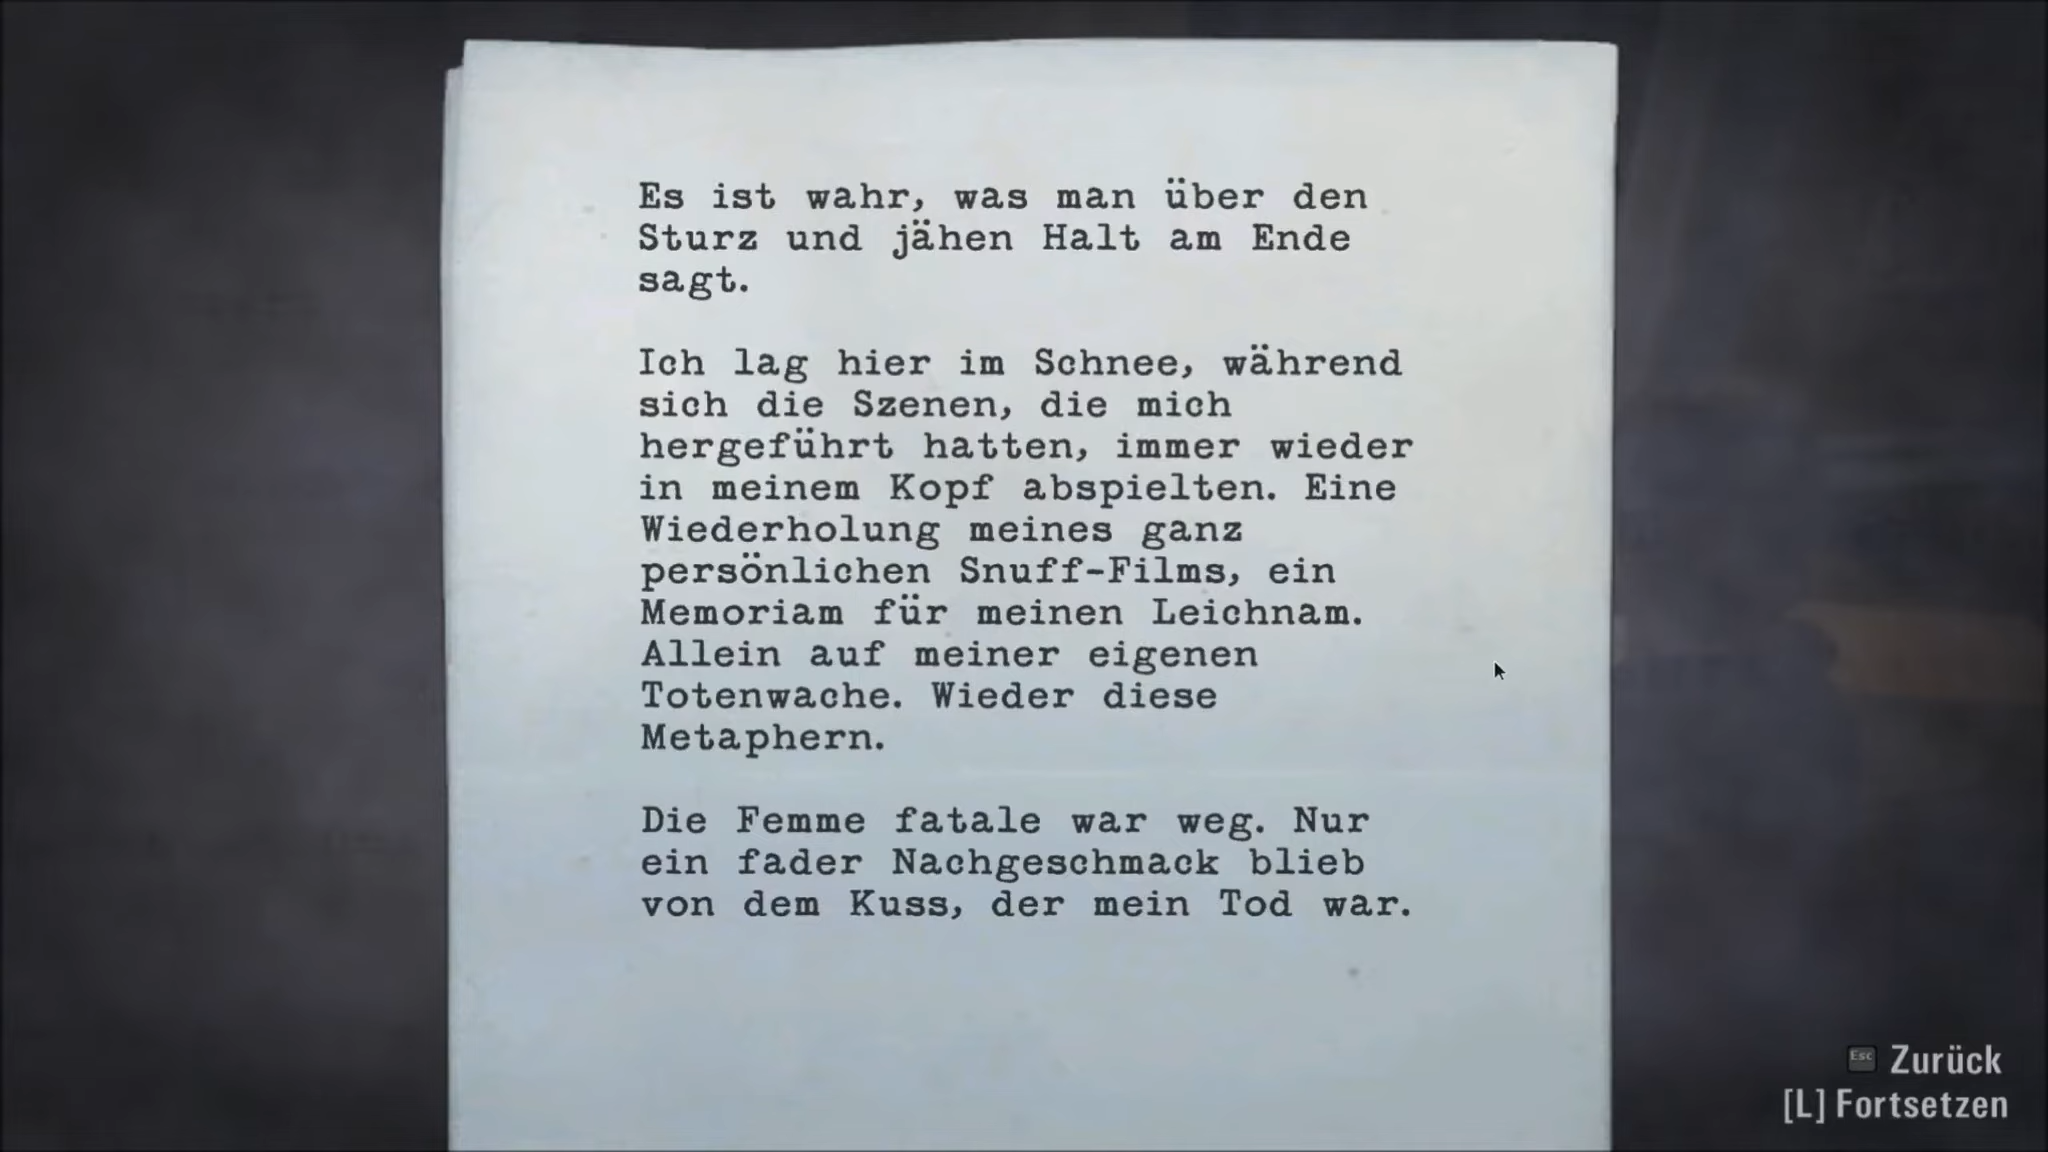 Es ist wahr, was man über den
Sturz und jähen Halt am Ende
sagt.
Ich lag hier im Schnee, während
sich die Szenen, die mich
hergeführt hatten, immer wieder
in meinem Kopf abspielten. Eine
Wiederholung meines ganz
persönlichen Snuff-Films, ein
Memoriam für meinen Leichnam.
Allein auf meiner eigenen
Totenwache. Wieder diese
Metaphern.
Die Femme fatale war weg. Nur
ein fader Nachgeschmack blieb
von dem Kuss, der mein Tod war.
Esc Zurück
[L] Fortsetzen